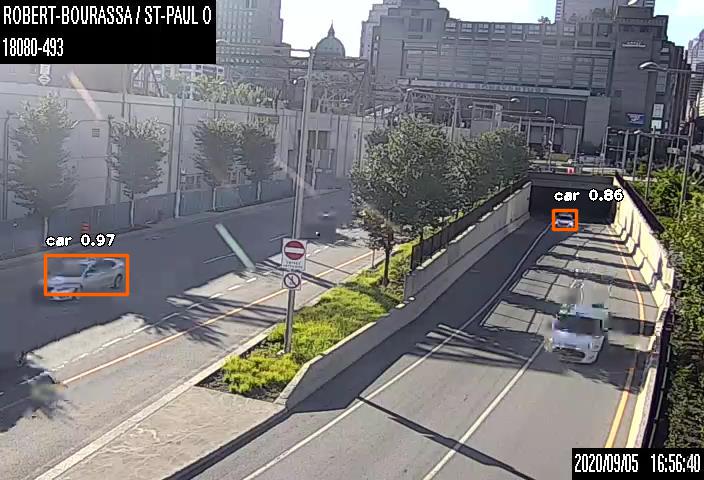 ROBERT-BOURASSA / ST-PAUL O
18080-493
car 0.86
car 0.97
2020/09/05 16:56:40